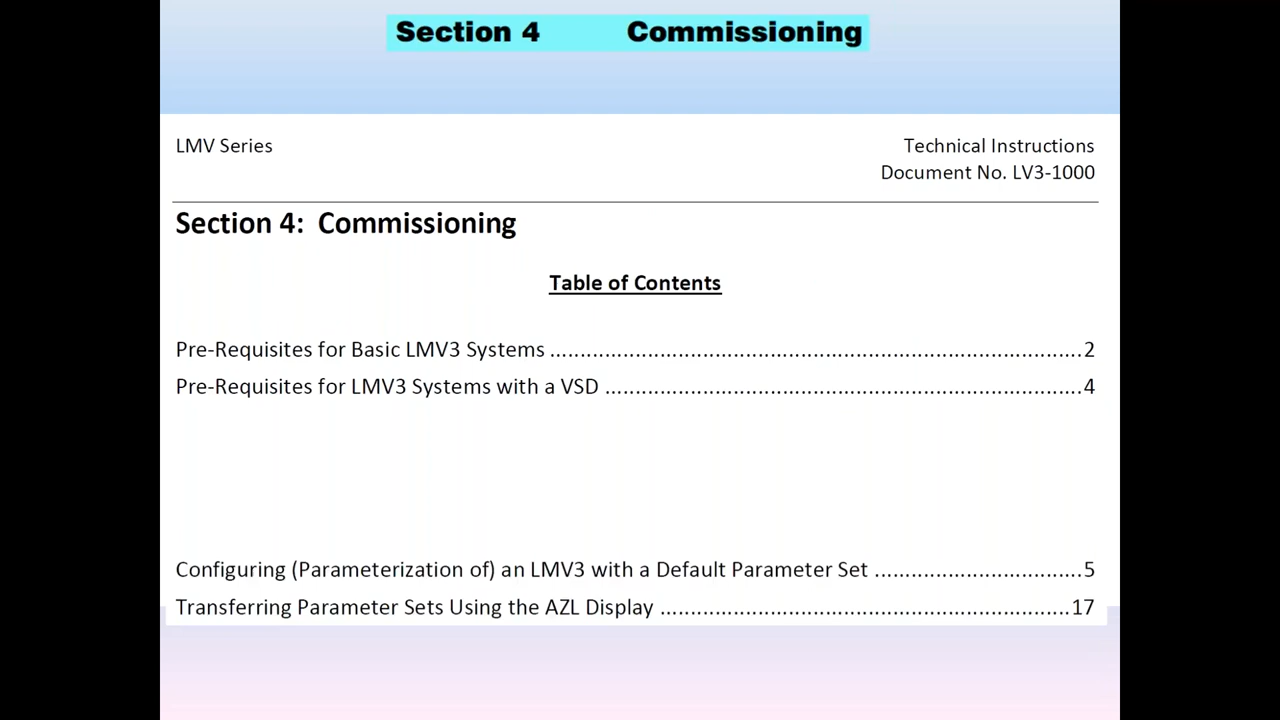 Section 4 Commissioning
LMV Series Technical Instructions
Document No. LV3-1000
Section 4: Commissioning
Table of Contents
Pre-Requisites for Basic LMV3 Systems ........................................................................................2
Pre-Requisites for LMV3 Systems with a VSD ...............................................................................4
Configuring (Parameterization of) an LMV3 with a Default Parameter Set ..................................5
Transferring Parameter Sets Using the AZL Display ....................................................................17